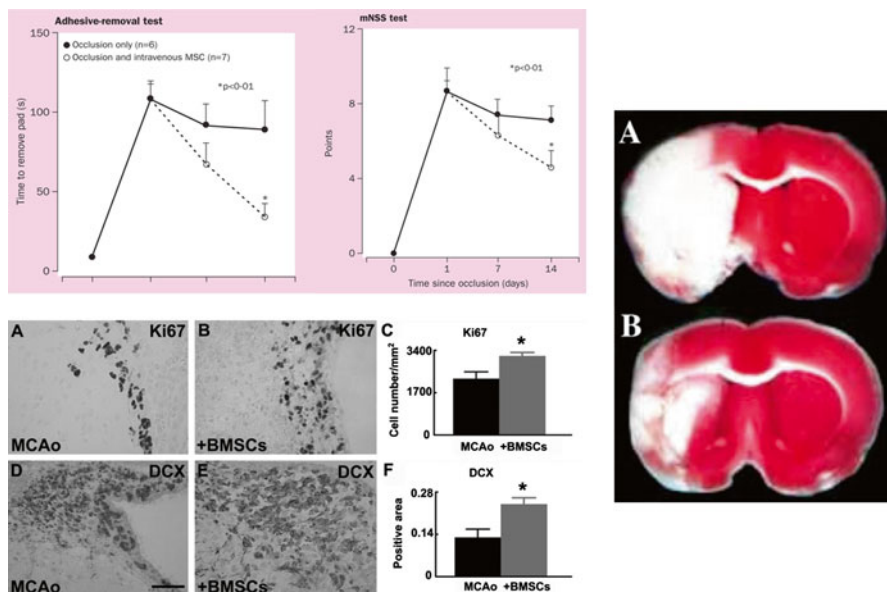 Adhesive-removal test
150
100
50
0
Time to remove pad (s)
Occlusion only (n=6)
Occlusion and intravenous MSC (n=7)
*p<0·01
*
mNSS test
12
8
4
0
Points
*p<0·01
*
0 1 7 14
Time since occlusion (days)
A Ki67
MCAo
B Ki67
+BMSCs
C Ki67
3400
1700
0
Cell number/mm2
*
MCAo +BMSCs
D DCX
MCAo
E DCX
+BMSCs
F DCX
0.28
0.14
0
Positive area
*
MCAo +BMSCs
A
B